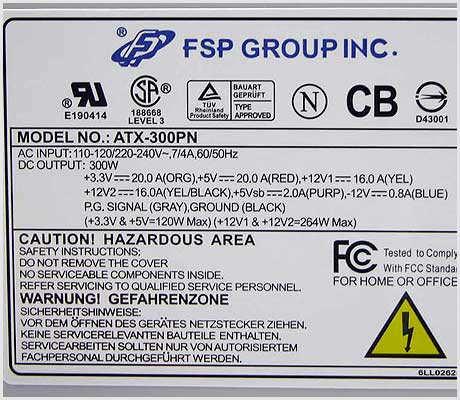 FSP GROUP INC.
E190414
188668
LEVEL 3
TÜV
Rheinland
Product Safety
BAUART
GEPRÜFT
TYPE
APPROVED
N
CB
D43001
MODEL NO.: ATX-300PN
AC INPUT:110-120/220-240V~,7/4A,60/50Hz
DC OUTPUT: 300W
+3.3V⎓20.0 A(ORG),+5V⎓20.0 A(RED),+12V1⎓16.0 A(YEL)
+12V2⎓16.0A(YEL/BLACK),+5Vsb⎓2.0A(PURP),-12V⎓0.8A(BLUE)
P.G. SIGNAL (GRAY),GROUND (BLACK)
(+3.3V & +5V=120W Max) (+12V1 & +12V2=264W Max)
CAUTION! HAZARDOUS AREA
SAFETY INSTRUCTIONS:
DO NOT REMOVE THE COVER
NO SERVICEABLE COMPONENTS INSIDE.
REFER SERVICING TO QUALIFIED SERVICE PERSONNEL.
FCC Tested to Comply
With FCC Standa
FOR HOME OR OFFICE
WARNUNG! GEFAHRENZONE
SICHERHEITSHINWEISE:
VOR DEM ÖFFNEN DES GERÄTES NETZSTECKER ZIEHEN,
KEINE SERVICERELEVANTEN BAUTEILE ENTHALTEN.
SERVICEARBEITEN SOLLTEN NUR VON AUTORISIERTEM
FACHPERSONAL DURCHGEFÜHRT WERDEN.
6LL0262